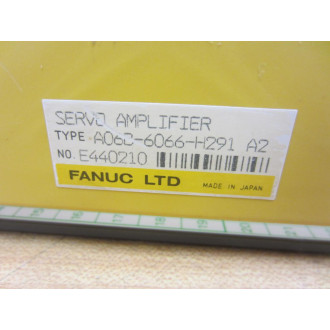 SERVO AMPLIFIER
TYPE A06B-6066-H291 A2
NO. E440210
FANUC LTD MADE IN JAPAN